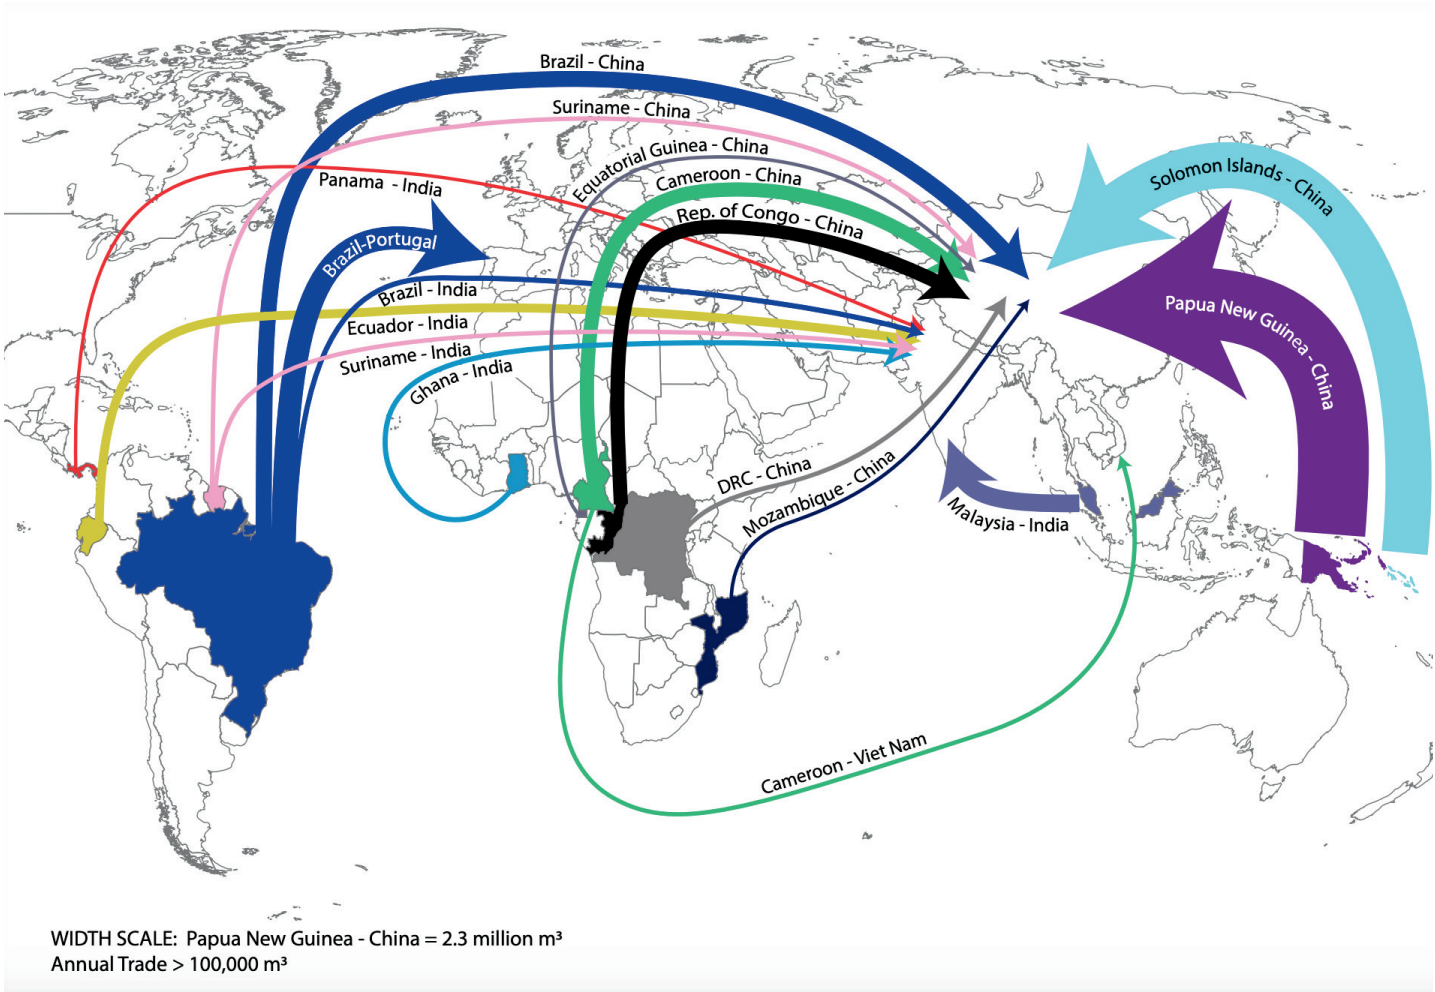 Brazil - China
Suriname - China
Equatorial Guinea - China
Cameroon - China
Panama - India
Rep. of Congo - China
Solomon Islands - China
Brazil-Portugal
Brazil - India
Papua New Guinea - China
Ecuador - India
Suriname - India
Ghana - India
DRC - China
Mozambique - China
Malaysia - India
Cameroon - Viet Nam
WIDTH SCALE: Papua New Guinea - China = 2.3 million m³
Annual Trade > 100,000 m³